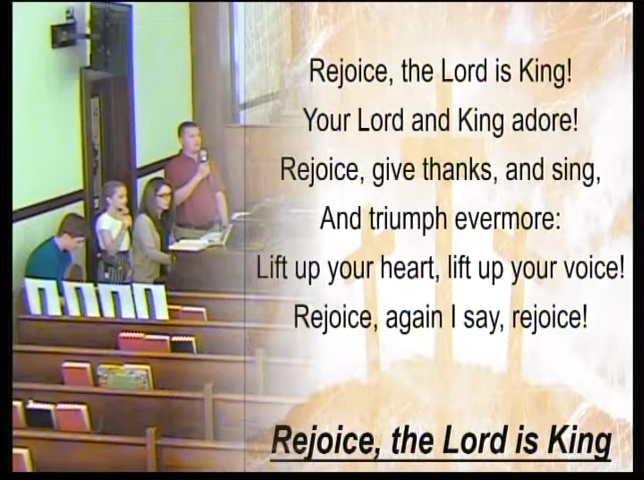 Rejoice, the Lord is King!
Your Lord and King adore!
Rejoice, give thanks, and sing,
And triumph evermore:
Lift up your heart, lift up your voice!
Rejoice, again I say, rejoice!
Rejoice, the Lord is King